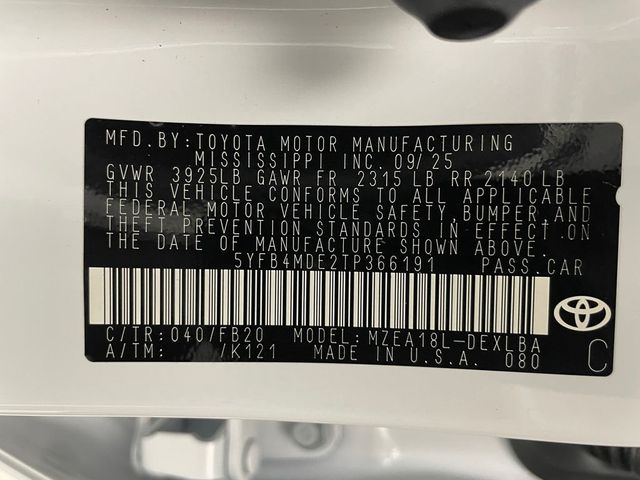 MFD.BY:TOYOTA MOTOR MANUFACTURING
MISSISSIPPI INC. 09/25
GVWR 3925LB GAWR FR 2315 LB RR 2140 LB
THIS VEHICLE CONFORMS TO ALL APPLICABLE
FEDERAL MOTOR VEHICLE SAFETY, BUMPER, AND
THEFT PREVENTION STANDARDS IN EFFECT ON
THE DATE OF MANUFACTURE SHOWN ABOVE.
5YFB4MDE2TP366191 PASS.CAR
C/TR: 040/FB20 MODEL: MZEA18L-DEXLBA
A/TM: /K121 MADE IN U.S.A. 080
C